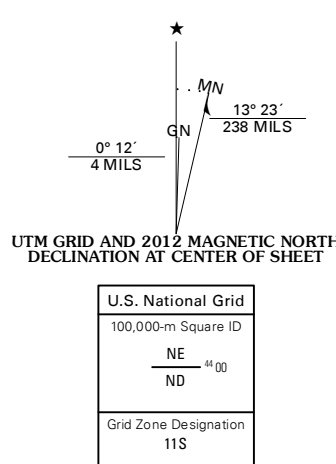 ★
MN
GN
13° 23´
238 MILS
0° 12´
4 MILS
UTM GRID AND 2012 MAGNETIC NORTH
DECLINATION AT CENTER OF SHEET
U.S. National Grid
100,000-m Square ID
NE
44 00
ND
Grid Zone Designation
11S